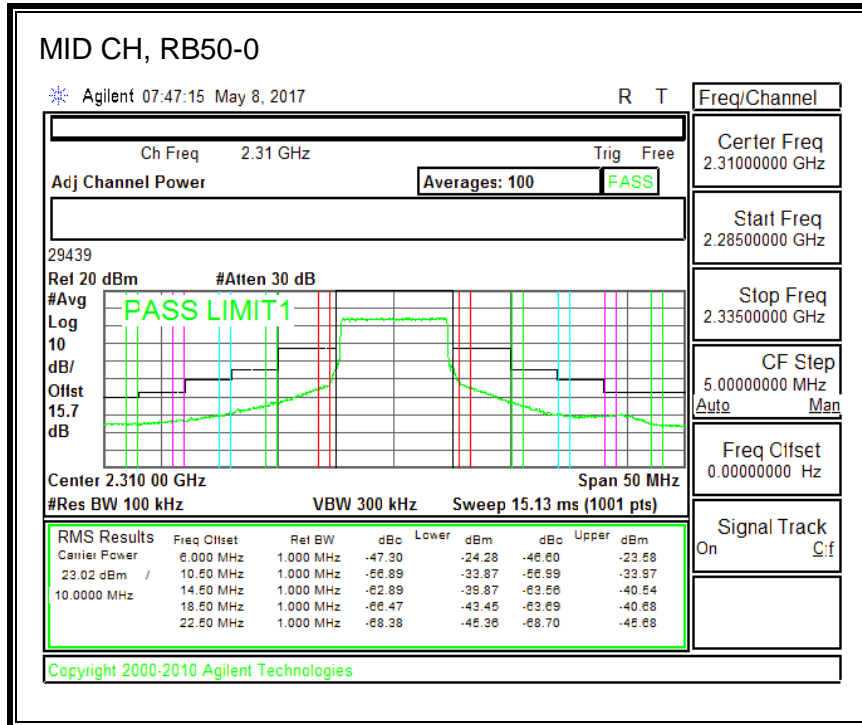 MID CH, RB50-0
Agilent 07:47:15 May 8, 2017 R T
Freq/Channel
Ch Freq 2.31 GHz Trig Free
Adj Channel Power Averages: 100 PASS
Center Freq
2.31000000 GHz
Start Freq
2.28500000 GHz
29439
Ref 20 dBm #Atten 30 dB
#Avg
Log
10
dB/
Offst
15.7
dB
PASS LIMIT1
Stop Freq
2.33500000 GHz
CF Step
5.00000000 MHz
Auto Man
Freq Offset
0.00000000 Hz
Center 2.310 00 GHz Span 50 MHz
#Res BW 100 kHz VBW 300 kHz Sweep 15.13 ms (1001 pts)
Signal Track
On Off
RMS Results Freq Offset Ref BW dBc Lower dBm dBc Upper dBm
Carrier Power 6.000 MHz 1.000 MHz -47.30 -24.28 -46.60 -23.58
23.02 dBm / 10.50 MHz 1.000 MHz -56.89 -33.87 -56.99 -33.97
10.0000 MHz 14.50 MHz 1.000 MHz -62.89 -39.87 -63.56 -40.54
18.50 MHz 1.000 MHz -66.47 -43.45 -63.69 -40.68
22.50 MHz 1.000 MHz -68.38 -45.36 -68.70 -45.68
Copyright 2000-2010 Agilent Technologies